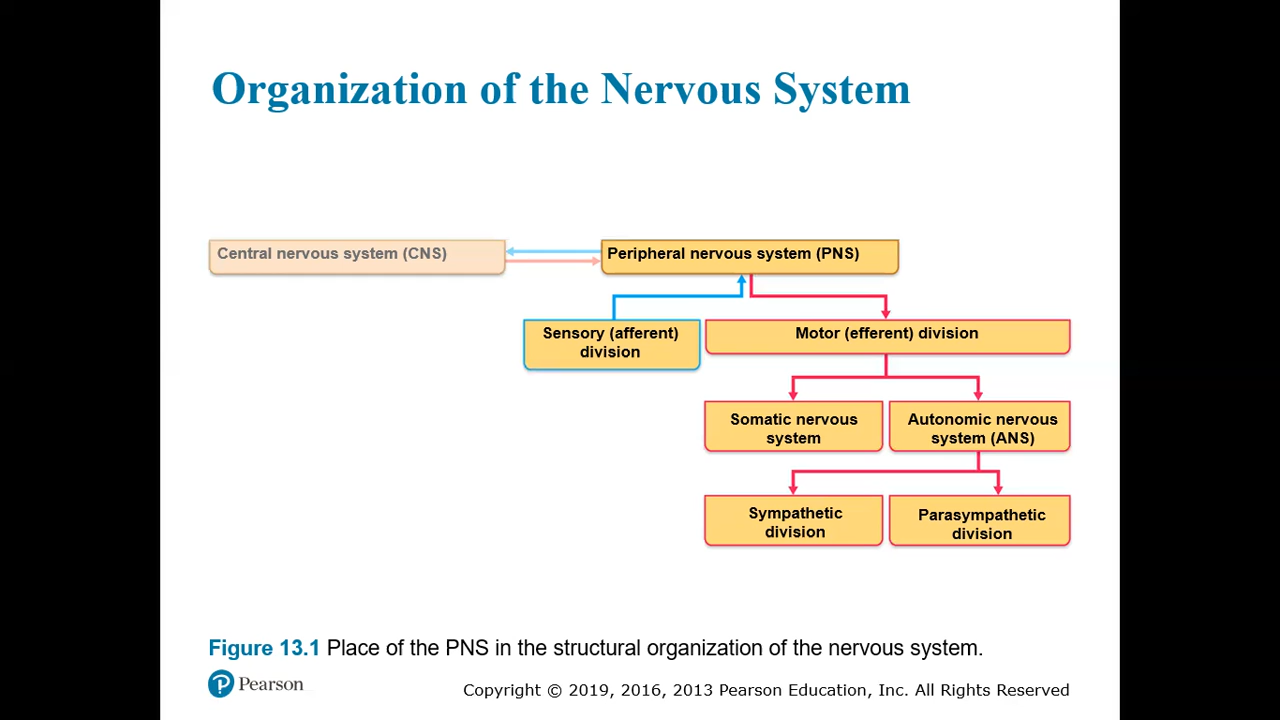 Organization of the Nervous System
Central nervous system (CNS)
Peripheral nervous system (PNS)
Sensory (afferent)
division
Motor (efferent) division
Somatic nervous
system
Autonomic nervous
system (ANS)
Sympathetic
division
Parasympathetic
division
Figure 13.1 Place of the PNS in the structural organization of the nervous system.
P Pearson
Copyright © 2019, 2016, 2013 Pearson Education, Inc. All Rights Reserved